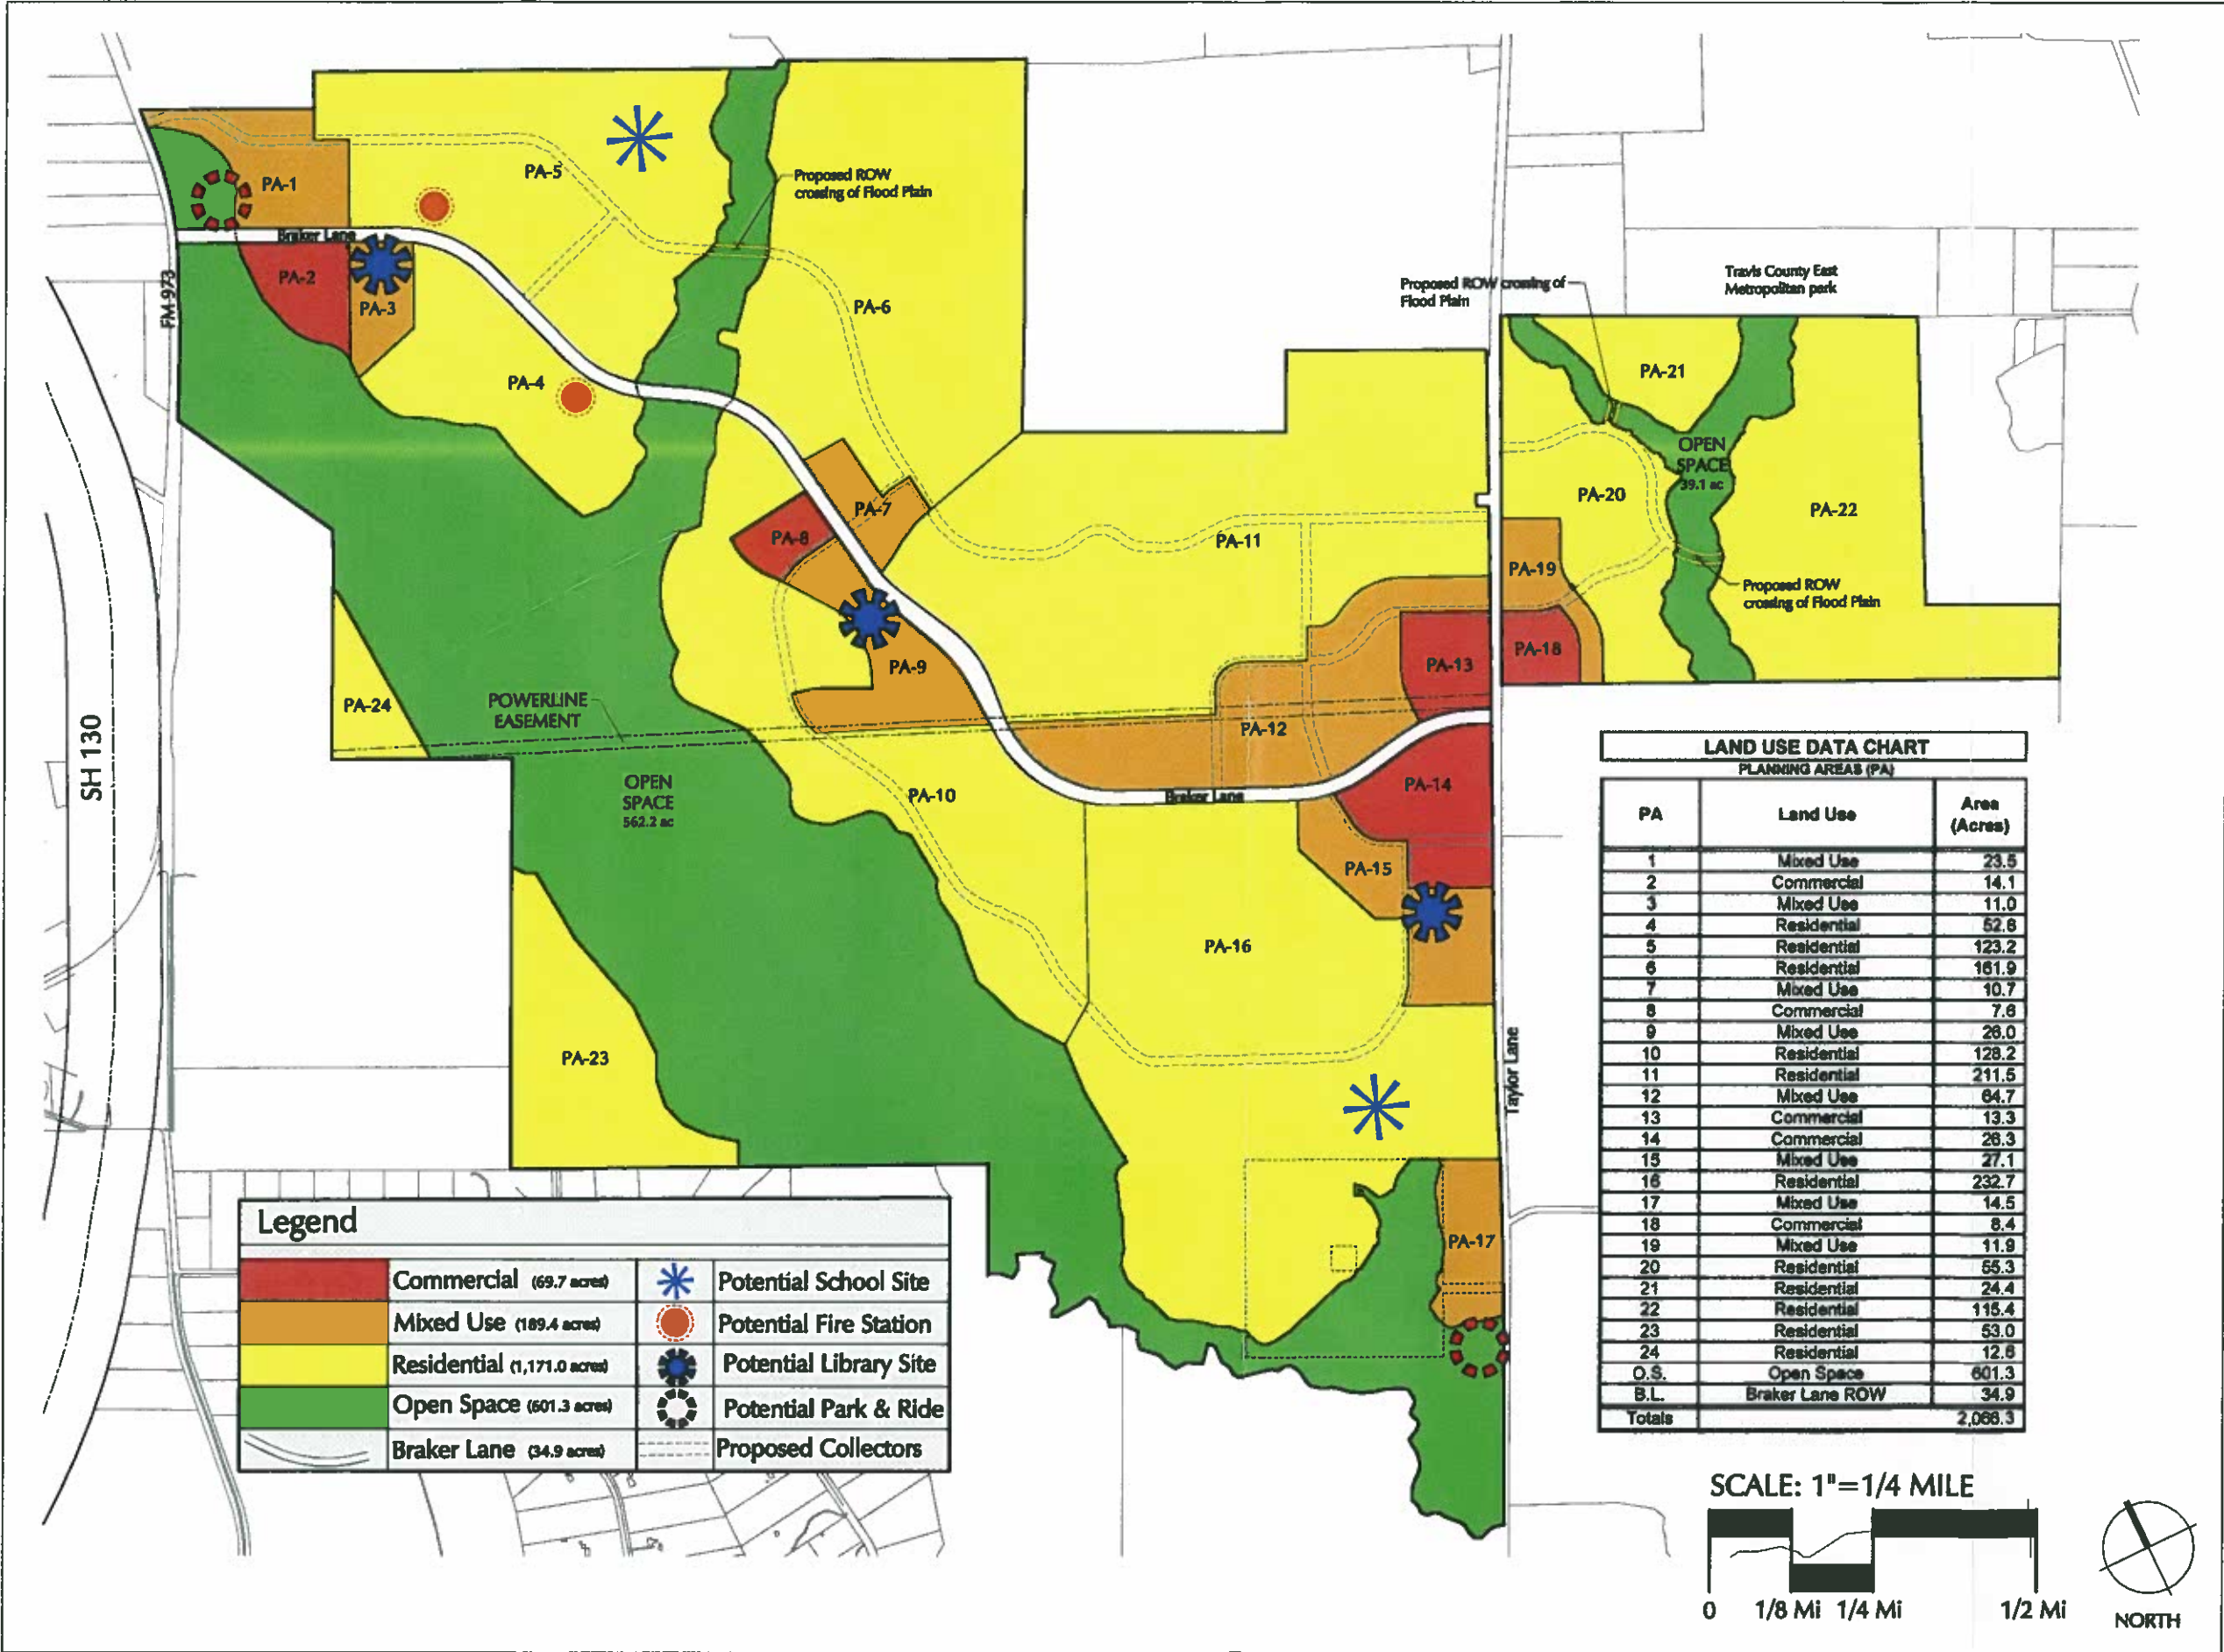 PA-1
PA-5
Proposed ROW
crossing of Flood Plain
Braker Lane
PA-2
PA-3
FM-973
PA-6
PA-4
Proposed ROW crossing of
Flood Plain
Travis County East
Metropolitan park
PA-21
OPEN
SPACE
39.1 ac
PA-20
PA-22
PA-7
PA-8
PA-11
PA-19
Proposed ROW
crossing of Flood Plain
PA-18
PA-13
PA-9
PA-24
POWERLINE
EASEMENT
PA-12
SH 130
OPEN
SPACE
562.2 ac
PA-10
Braker Lane
PA-14
PA-15
PA-16
PA-23
Taylor Lane
PA-17
LAND USE DATA CHART
PLANNING AREAS (PA)
PA Land Use Area (Acres)
1 Mixed Use 23.5
2 Commercial 14.1
3 Mixed Use 11.0
4 Residential
5 Residential 123.2
6 Residential 161.9
7 Mixed Use 10.7
8 Commercial
9 Mixed Use
10 Residential 128.2
11 Residential 211.5
12 Mixed Use 64.7
13 Commercial 13.3
14 Commercial
15 Mixed Use 27.1
16 Residential 232.7
17 Mixed Use 14.5
18 Commercial 8.4
19 Mixed Use 11.9
20 Residential 55.3
21 Residential 24.4
22 Residential 115.4
23 Residential 53.0
24 Residential
O.S. Open Space 601.3
B.L. Braker Lane ROW 34.9
Totals
Legend
Commercial (69.7 acres) Potential School Site
Mixed Use (189.4 acres) Potential Fire Station
Residential (1,171.0 acres) Potential Library Site
Open Space (601.3 acres) Potential Park & Ride
Braker Lane (34.9 acres) Proposed Collectors
SCALE: 1"=1/4 MILE
0 1/8 Mi 1/4 Mi 1/2 Mi
NORTH